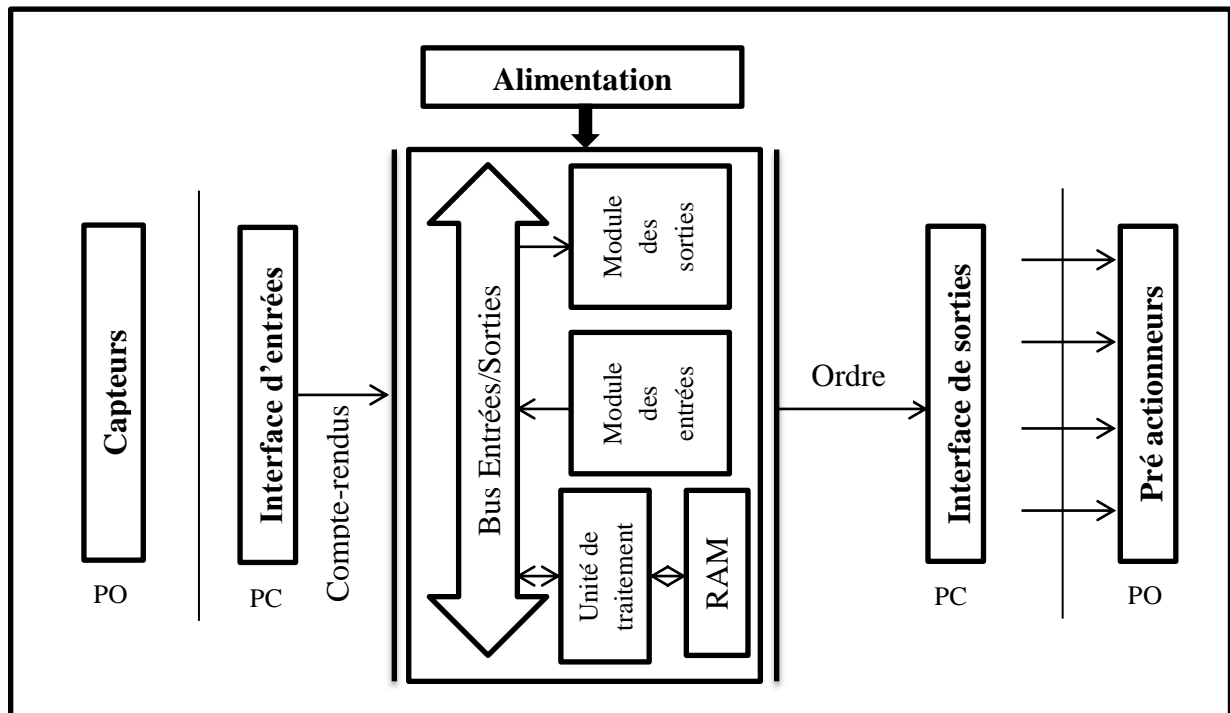 Alimentation
Capteurs
PO
Interface d'entrées
PC
Compte-rendus
Bus Entrées/Sorties
Module
des
sorties
Module
des
entrées
Unité de
traitement
RAM
Ordre
Interface de sorties
PC
Pré actionneurs
PO